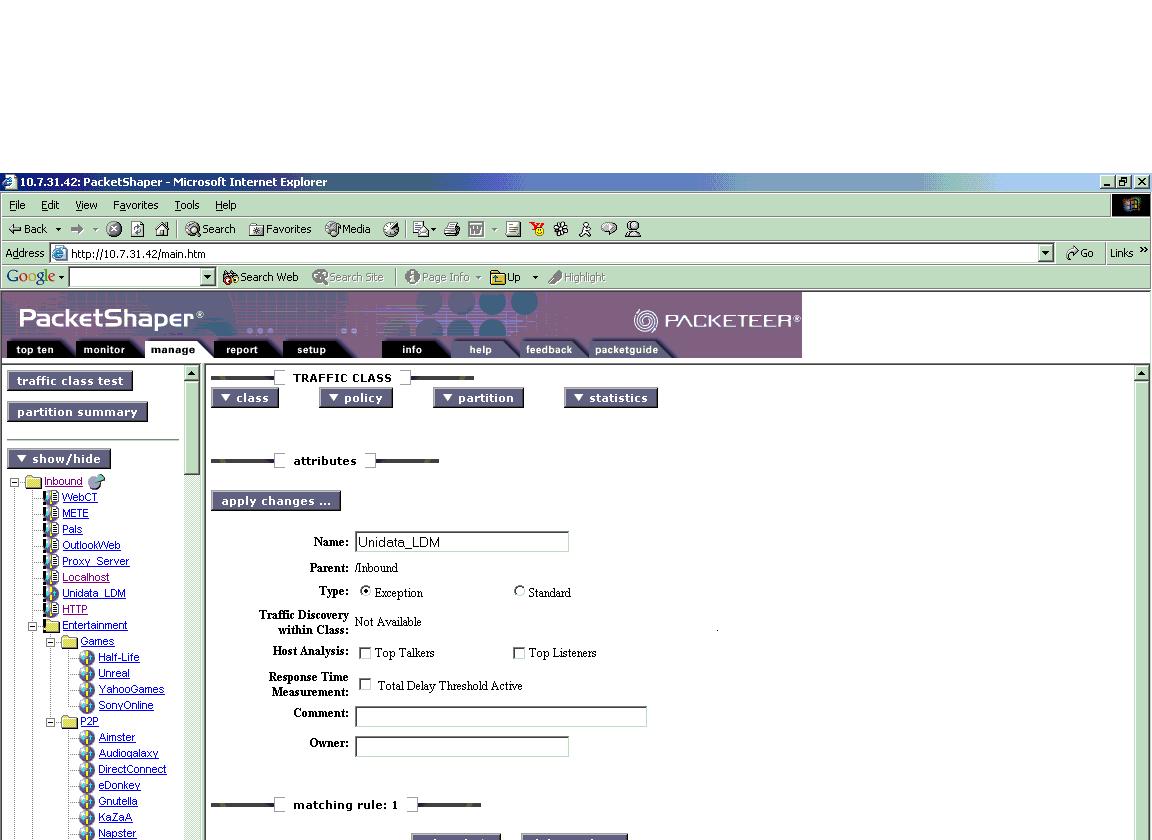 10.7.31.42: PacketShaper - Microsoft Internet Explorer
File Edit View Favorites Tools Help
Back Search Favorites Media
Address http://10.7.31.42/main.htm Go Links »
Google Search Web Search Site Page Info Up Highlight
PacketShaper® PACKETEER®
top ten monitor manage report setup info help feedback packetguide
traffic class test
partition summary
show/hide
Inbound
WebCT
METE
Pals
OutlookWeb
Proxy_Server
Localhost
Unidata_LDM
HTTP
Entertainment
Games
Half-Life
Unreal
YahooGames
SonyOnline
P2P
Aimster
Audiogalaxy
DirectConnect
eDonkey
Gnutella
KaZaA
Napster
TRAFFIC CLASS
class policy partition statistics
attributes
apply changes ...
Name: Unidata_LDM
Parent: /Inbound
Type: Exception Standard
Traffic Discovery
within Class: Not Available
Host Analysis: Top Talkers Top Listeners
Response Time
Measurement: Total Delay Threshold Active
Comment:
Owner:
matching rule: 1